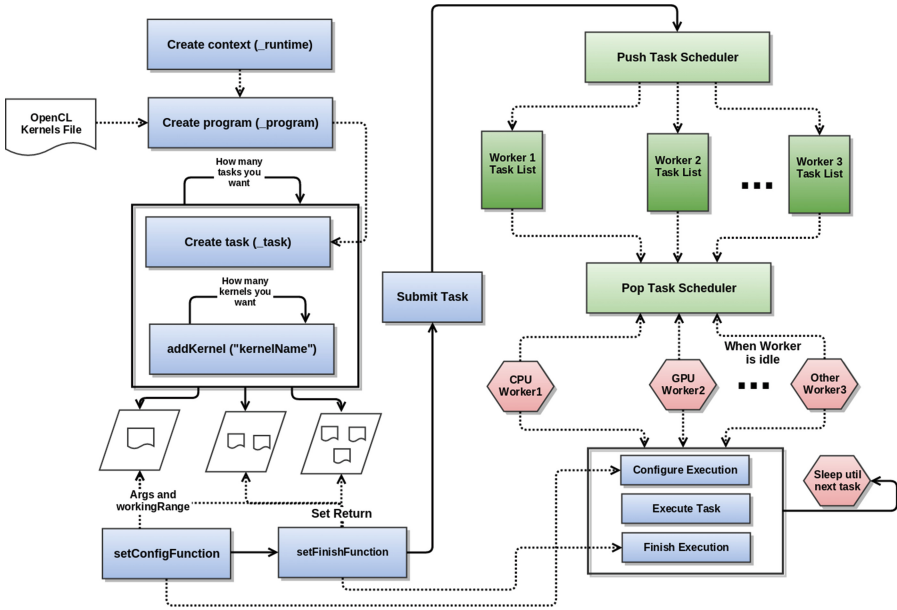 Create context (_runtime)
OpenCL
Kernels File
Create program (_program)
How many
tasks you
want
Create task (_task)
How many
kernels you
want
addKernel ("kernelName")
Args and
workingRange
Set Return
setConfigFunction
setFinishFunction
Submit Task
Push Task Scheduler
Worker 1
Task List
Worker 2
Task List
...
Worker 3
Task List
Pop Task Scheduler
When Worker
is idle
CPU
Worker1
GPU
Worker2
...
Other
Worker3
Configure Execution
Execute Task
Finish Execution
Sleep util
next task